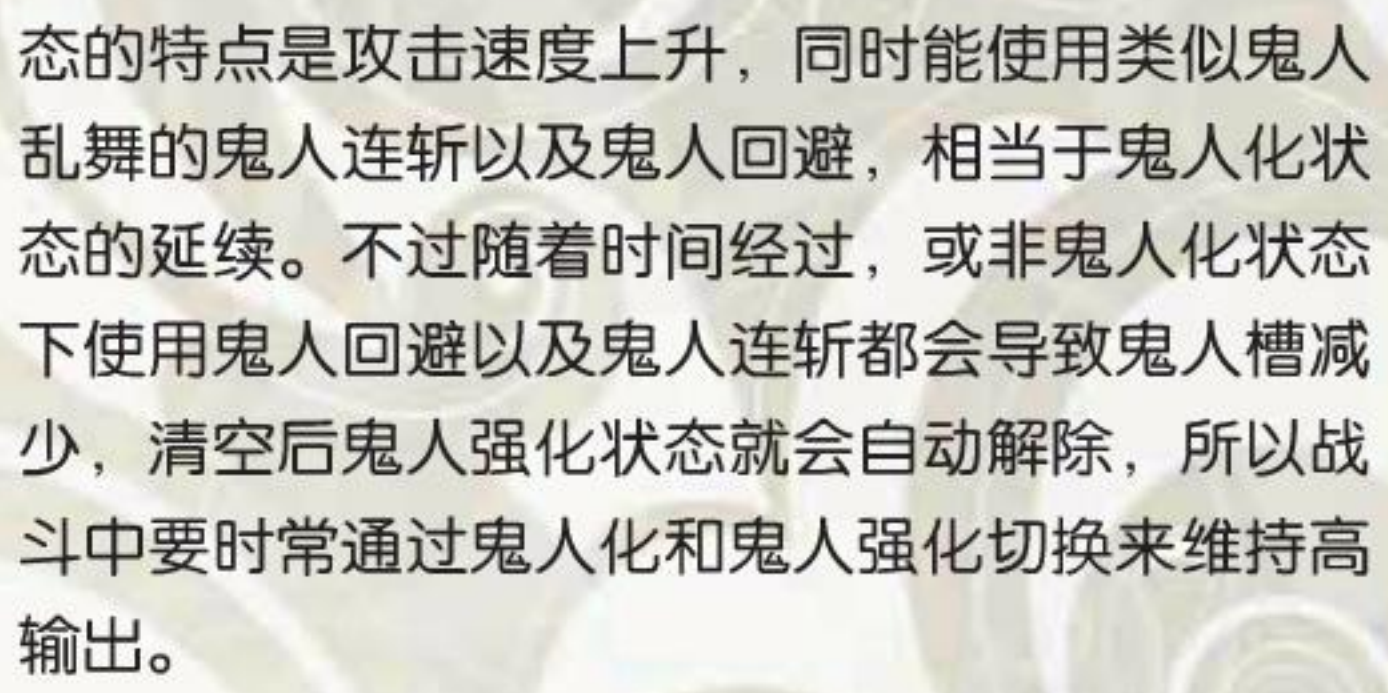 态的特点是攻击速度上升，同时能使用类似鬼人
乱舞的鬼人连斩以及鬼人回避，相当于鬼人化状
态的延续。不过随着时间经过，或非鬼人化状态
下使用鬼人回避以及鬼人连斩都会导致鬼人槽减
少，清空后鬼人强化状态就会自动解除，所以战
斗中要时常通过鬼人化和鬼人强化切换来维持高
输出。